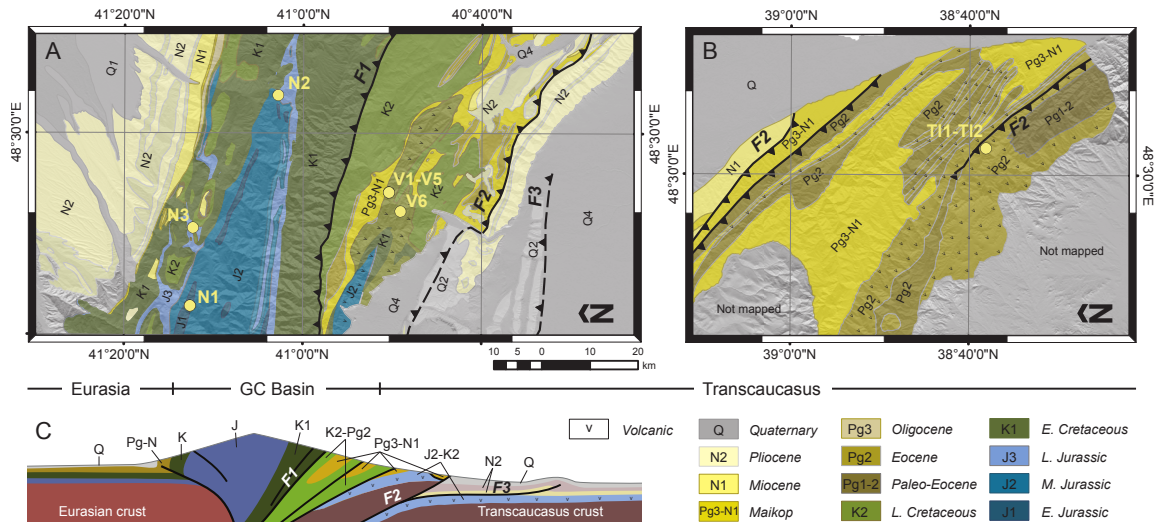 41°20'0"N
41°0'0"N
40°40'0"N
39°0'0"N
38°40'0"N
A
B
Q1
N2
N1
K1
N2
F1
K2
Q4
N2
N2
48°30'0"E
N2
N2
K1
V1-V5
K2
V6
Pg3-N1
F2
F3
Q4
N3
K2
K1
J3
N1
J1
J2
K1
J2
Q4
Q2
Q2
N
41°20'0"N
41°0'0"N
40°40'0"N
10 5 0 10 20
km
Q
Pg3-N1
Pg2
Pg2
TI1-TI2
F2
Pg1-2
Pg2
F2
Pg3-N1
N1
Pg2
48°30'0"E
48°30'0"E
Pg3-N1
Not mapped
Pg2
Pg2
Not mapped
N
39°0'0"N
38°40'0"N
Eurasia
GC Basin
Transcaucasus
C
Q
Pg-N
K
J
K1
K2-Pg2
Pg3-N1
J2-K2
N2
Q
F1
F2
F3
Eurasian crust
Transcaucasus crust
v Volcanic
Q Quaternary
N2 Pliocene
N1 Miocene
Pg3-N1 Maikop
Pg3 Oligocene
Pg2 Eocene
Pg1-2 Paleo-Eocene
K2 L. Cretaceous
K1 E. Cretaceous
J3 L. Jurassic
J2 M. Jurassic
J1 E. Jurassic